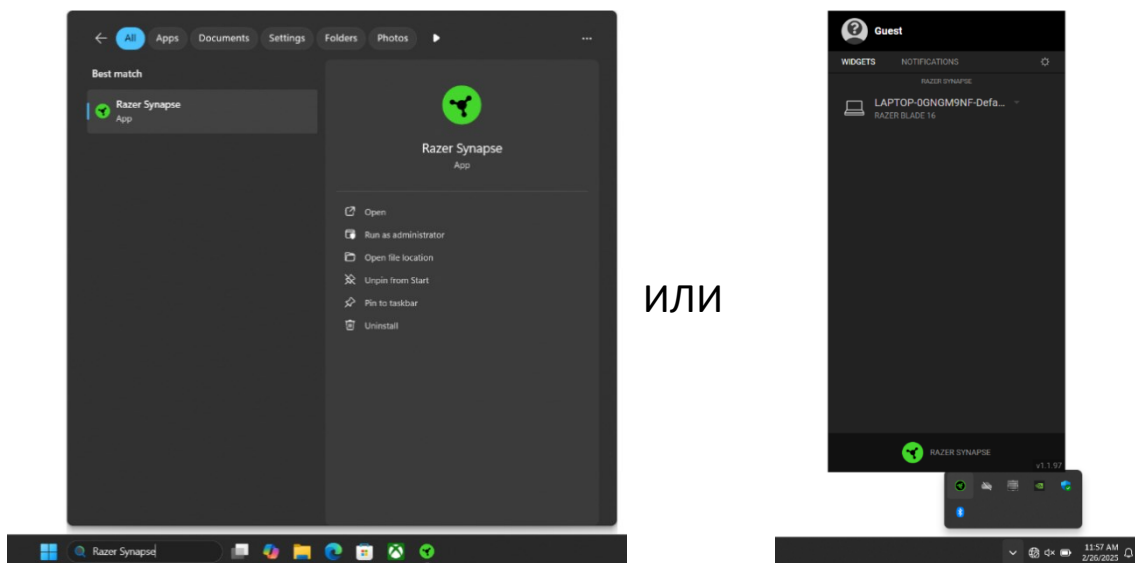 All Apps Documents Settings Folders Photos
Best match
Razer Synapse
App
Razer Synapse
App
Open
Run as administrator
Open file location
Unpin from Start
Pin to taskbar
Uninstall
Razer Synapse
или
Guest
WIDGETS NOTIFICATIONS
RAZER SYNAPSE
LAPTOP-0GNGM9NF-Defa...
RAZER BLADE 16
RAZER SYNAPSE
v1.1.97
11:57 AM
2/26/2025